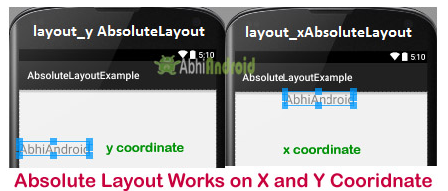 layout_y AbsoluteLayout
5:10
AbsoluteLayoutExample
AbhiAndroid
y coordinate
layout_xAbsoluteLayout
5:10
AbsoluteLayoutExample
AbhiAndroid
x coordinate
AbhiAndroid
Absolute Layout Works on X and Y Cooridnate